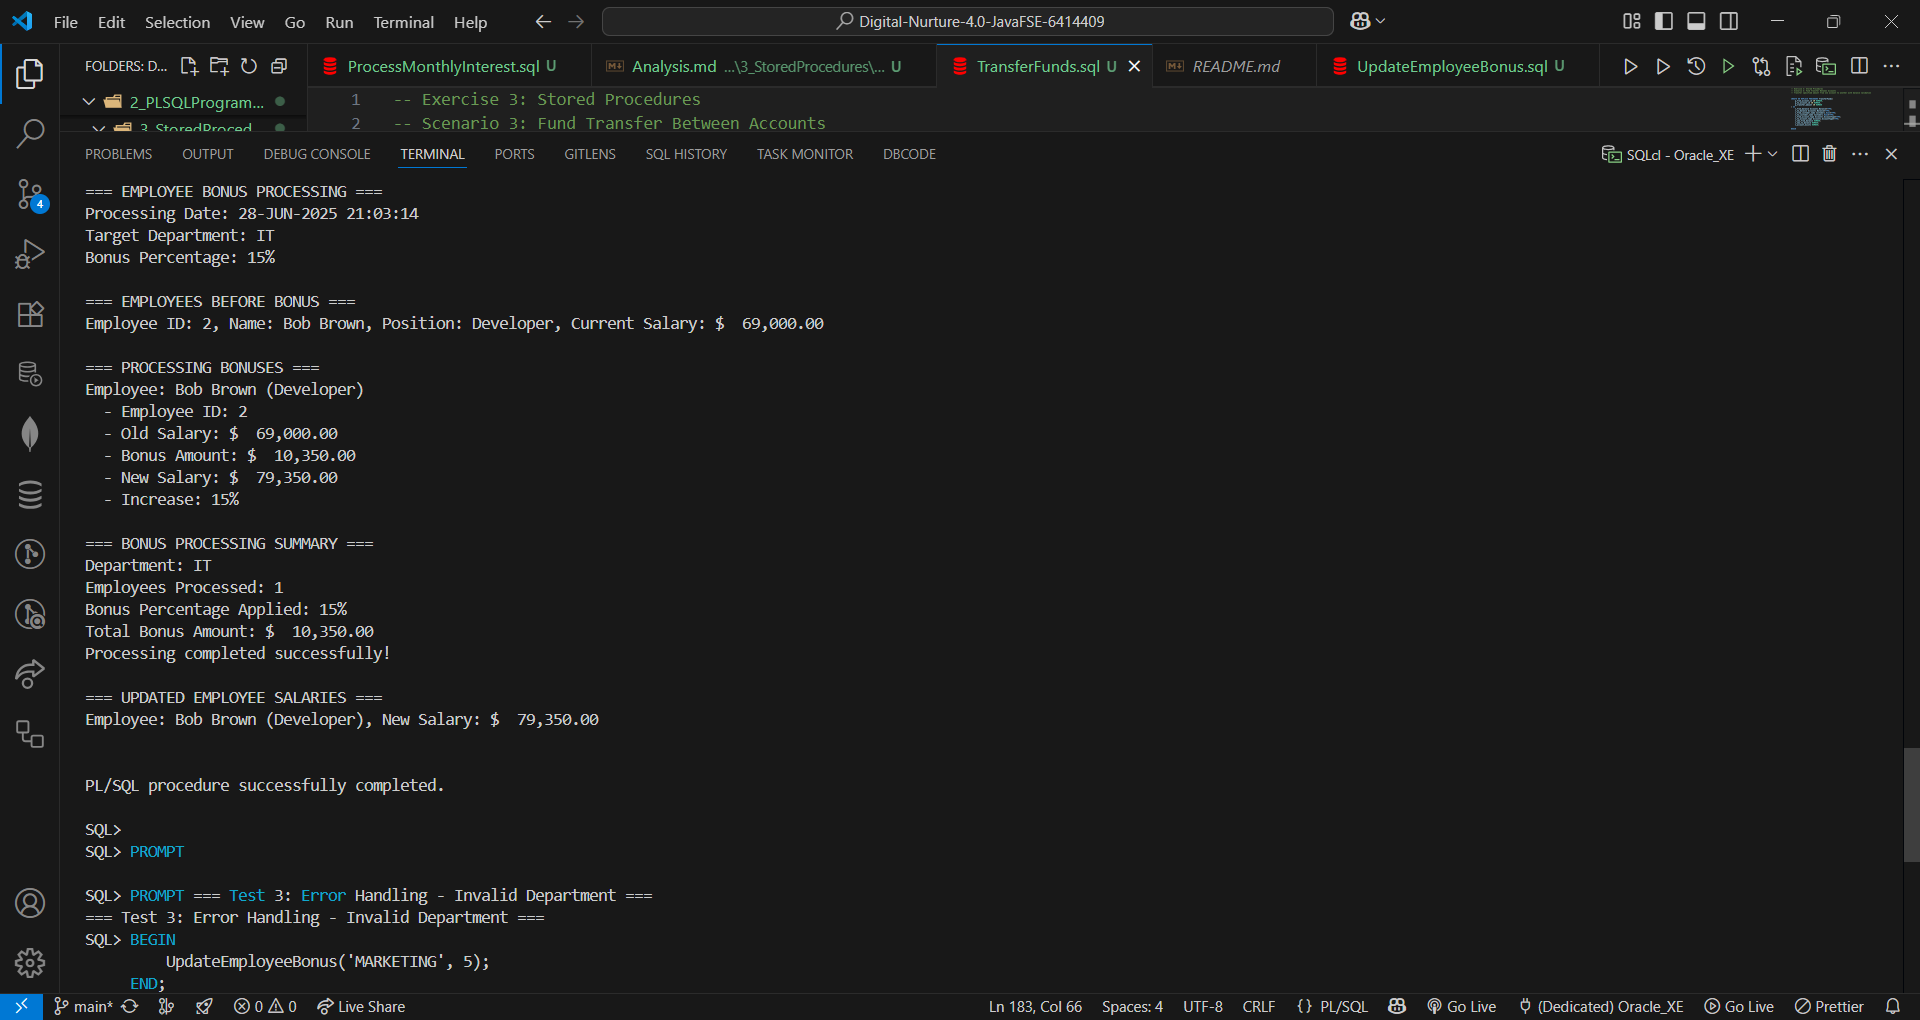 File Edit Selection View Go Run Terminal Help Digital-Nurture-4.0-JavaFSE-6414409
FOLDERS: D... ProcessMonthlyInterest.sql U Analysis.md ...\3_StoredProcedures\... U TransferFunds.sql U README.md UpdateEmployeeBonus.sql U
2_PLSQLProgram...
3_StoredProced
1 -- Exercise 3: Stored Procedures
2 -- Scenario 3: Fund Transfer Between Accounts
PROBLEMS OUTPUT DEBUG CONSOLE TERMINAL PORTS GITLENS SQL HISTORY TASK MONITOR DBCODE SQLcl - Oracle_XE
4
=== EMPLOYEE BONUS PROCESSING ===
Processing Date: 28-JUN-2025 21:03:14
Target Department: IT
Bonus Percentage: 15%
=== EMPLOYEES BEFORE BONUS ===
Employee ID: 2, Name: Bob Brown, Position: Developer, Current Salary: $  69,000.00
=== PROCESSING BONUSES ===
Employee: Bob Brown (Developer)
- Employee ID: 2
- Old Salary: $  69,000.00
- Bonus Amount: $  10,350.00
- New Salary: $  79,350.00
- Increase: 15%
=== BONUS PROCESSING SUMMARY ===
Department: IT
Employees Processed: 1
Bonus Percentage Applied: 15%
Total Bonus Amount: $  10,350.00
Processing completed successfully!
=== UPDATED EMPLOYEE SALARIES ===
Employee: Bob Brown (Developer), New Salary: $  79,350.00
PL/SQL procedure successfully completed.
SQL>
SQL> PROMPT
SQL> PROMPT === Test 3: Error Handling - Invalid Department ===
=== Test 3: Error Handling - Invalid Department ===
SQL> BEGIN
UpdateEmployeeBonus('MARKETING', 5);
END;
main* 0 0 Live Share Ln 183, Col 66 Spaces: 4 UTF-8 CRLF {} PL/SQL Go Live (Dedicated) Oracle_XE Go Live Prettier